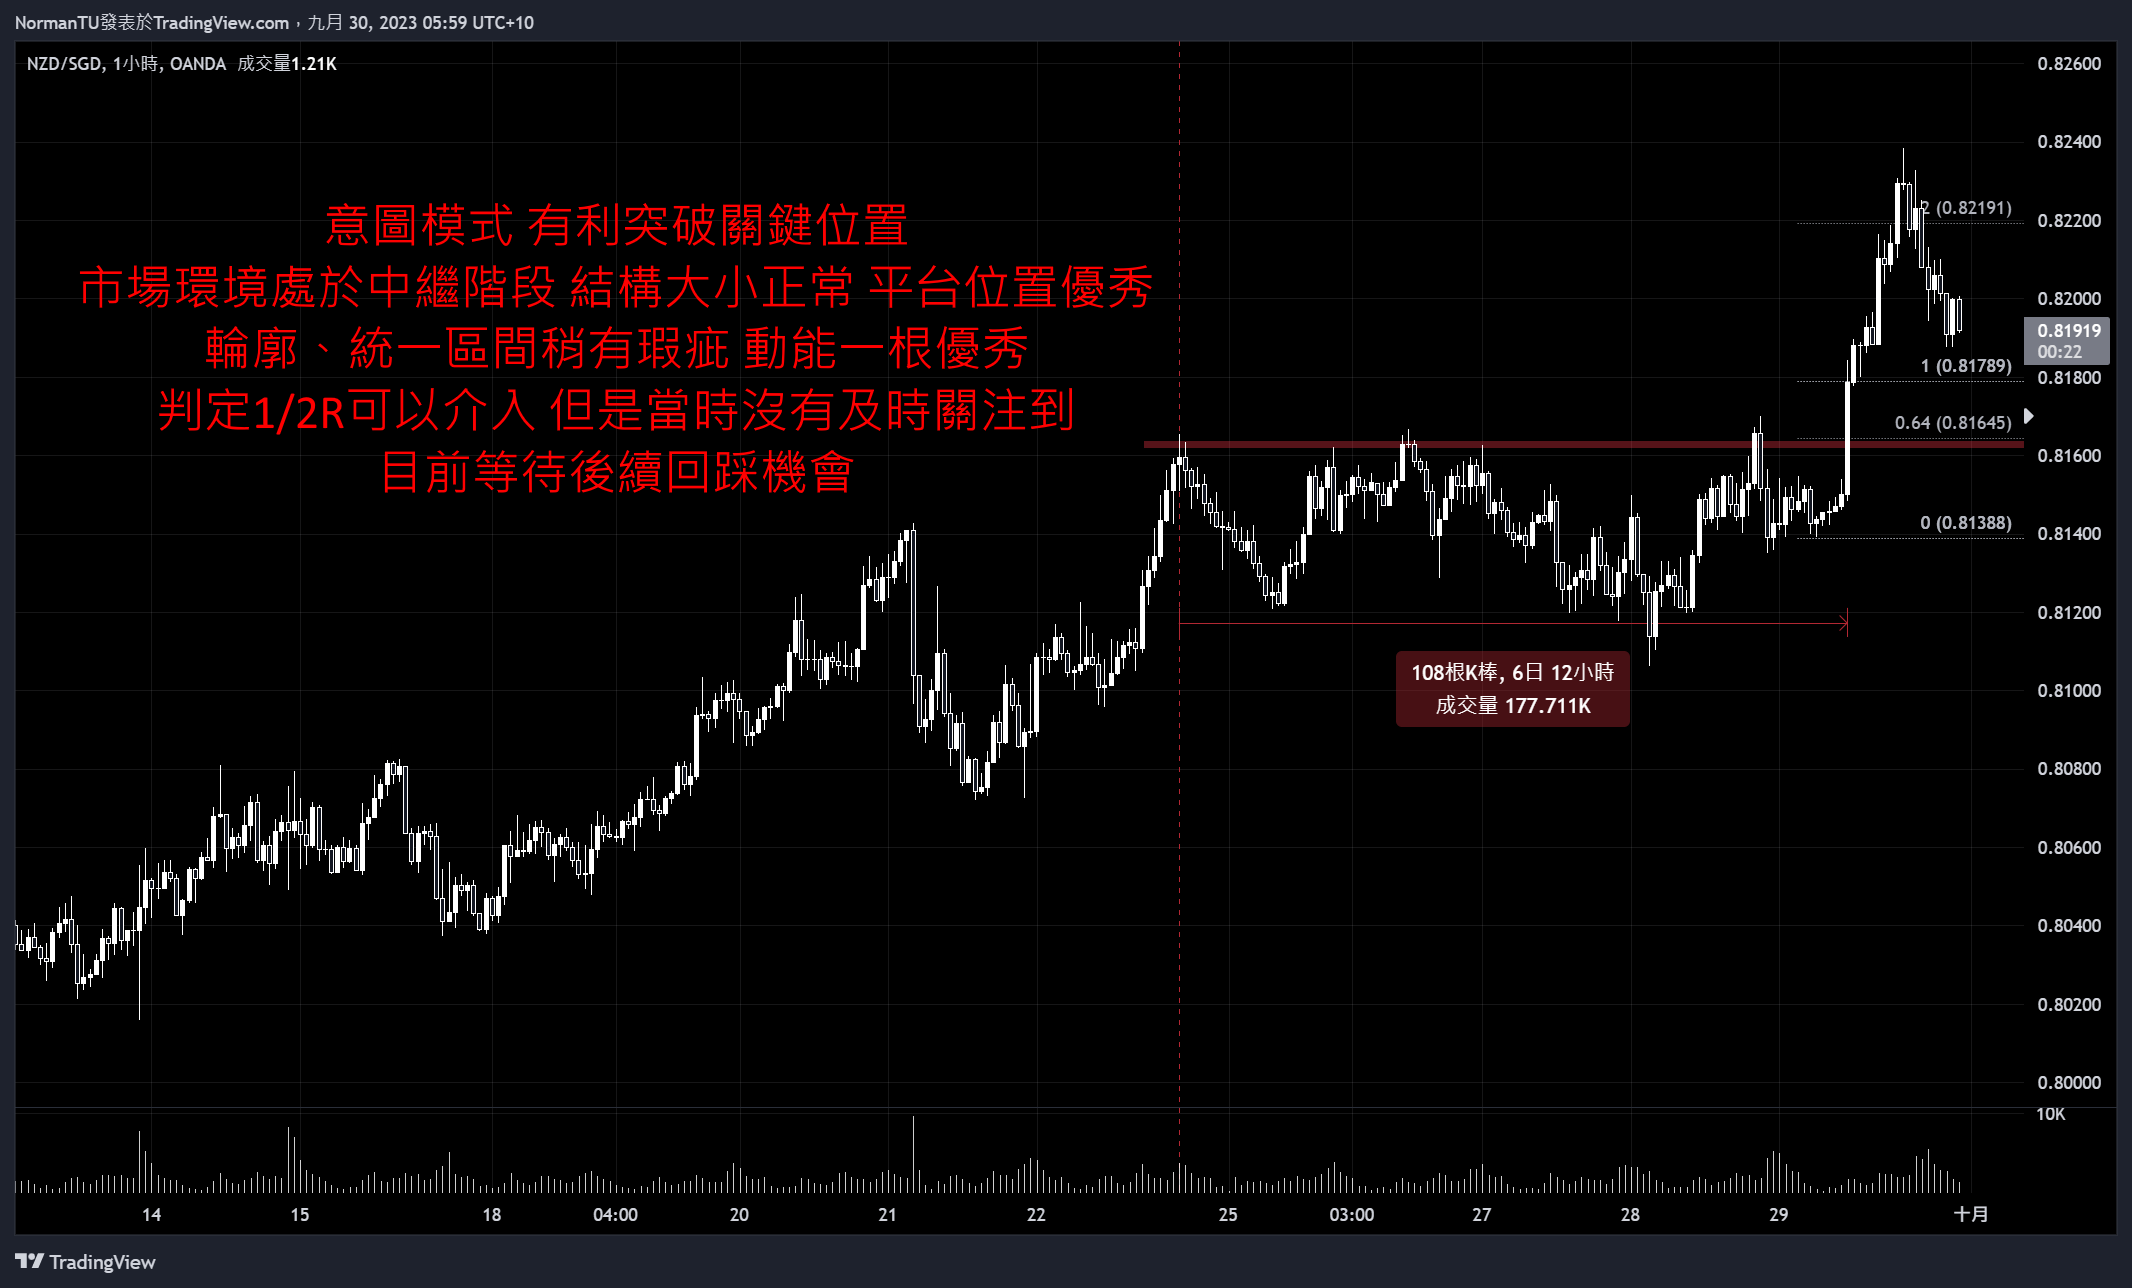 NormanTU發表於TradingView.com，九月 30, 2023 05:59 UTC+10
NZD/SGD, 1小時, OANDA 成交量1.21K
意圖模式 有利突破關鍵位置
市場環境處於中繼階段 結構大小正常 平台位置優秀
輪廓、統一區間稍有瑕疵 動能一根優秀
判定1/2R可以介入 但是當時沒有及時關注到
目前等待後續回踩機會
108根K棒, 6日 12小時
成交量 177.711K
2 (0.82191)
1 (0.81789)
0.64 (0.81645)
0 (0.81388)
0.82600
0.82400
0.82200
0.82000
0.81919
00:22
0.81800
0.81600
0.81400
0.81200
0.81000
0.80800
0.80600
0.80400
0.80200
0.80000
10K
14 15 18 04:00 20 21 22 25 03:00 27 28 29 十月
TradingView